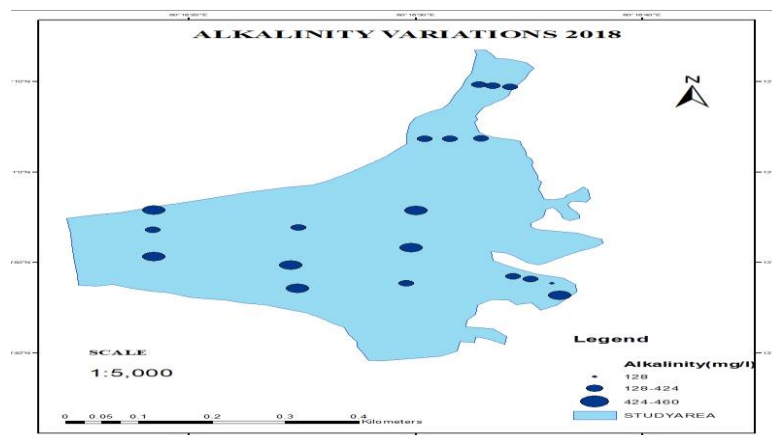 ALKALINITY VARIATIONS 2018
N
SCALE
1:5,000
0 0.05 0.1 0.2 0.3 0.4
Kilometers
Legend
Alkalinity(mg/l)
128
128-424
424-460
STUDYAREA